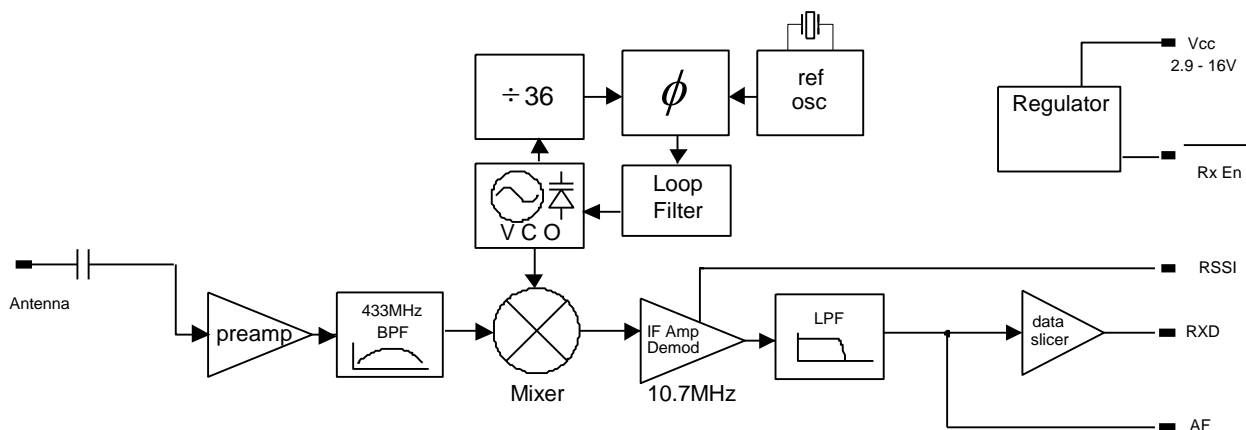 ÷ 36
ϕ
ref
osc
Vcc
2.9 - 16V
Regulator
Rx En
Loop
Filter
V C O
Antenna
preamp
433MHz
BPF
Mixer
IF Amp
Demod
10.7MHz
LPF
data
slicer
RSSI
RXD
AF